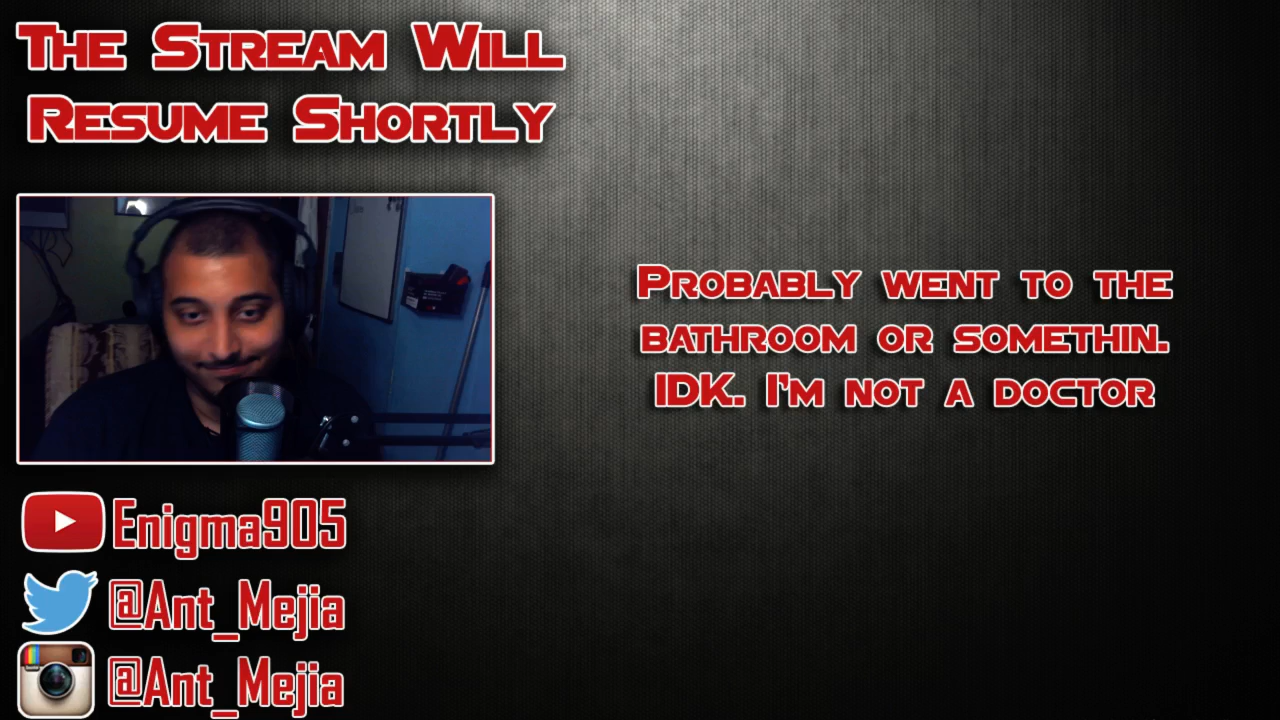 The Stream Will
Resume Shortly
Probably went to the
bathroom or somethin.
IDK. I'm not a doctor
Enigma905
@Ant_Mejia
@Ant_Mejia